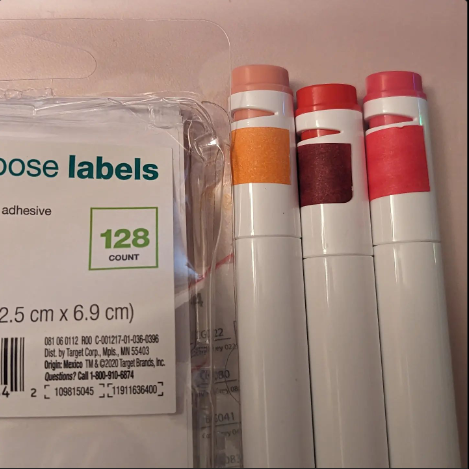 pose labels
adhesive
128
COUNT
2.5 cm x 6.9 cm)
081 06 0112 R00 C-001217-01-036-0396
Dist. by Target Corp., Mpls., MN 55403
Origin: Mexico TM & ©2020 Target Brands, Inc.
Questions? Call 1-800-910-6874
4 2 109815045 11911636400